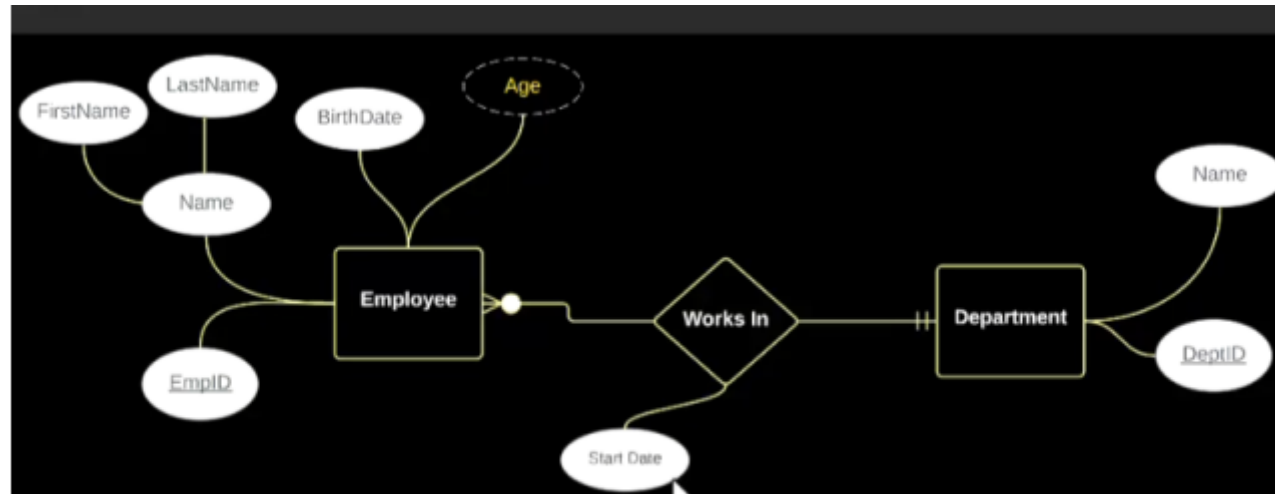 LastName
Age
FirstName
BirthDate
Name
Name
Employee
Works In
Department
DeptID
EmpID
Start Date